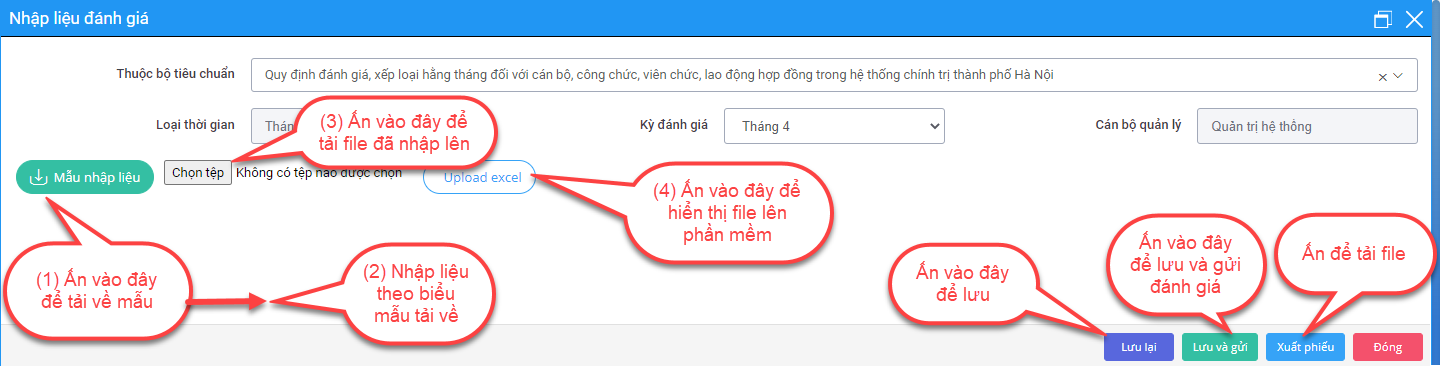 Nhập liệu đánh giá
Thuộc bộ tiêu chuẩn
Quy định đánh giá, xếp loại hằng tháng đối với cán bộ, công chức, viên chức, lao động hợp đồng trong hệ thống chính trị thành phố Hà Nội
Loại thời gian
Thán
Kỳ đánh giá
Tháng 4
Cán bộ quản lý
Quản trị hệ thống
(3) Ấn vào đây để
tải file đã nhập lên
Mẫu nhập liệu
Chọn tệp Không có tệp nào được chọn
Upload excel
(4) Ấn vào đây để
hiển thị file lên
phần mềm
(1) Ấn vào đây
để tải về mẫu
(2) Nhập liệu
theo biểu
mẫu tải về
Ấn vào đây
để lưu
Ấn vào đây
để lưu và gửi
đánh giá
Ấn để tải file
Lưu lại
Lưu và gửi
Xuất phiếu
Đóng